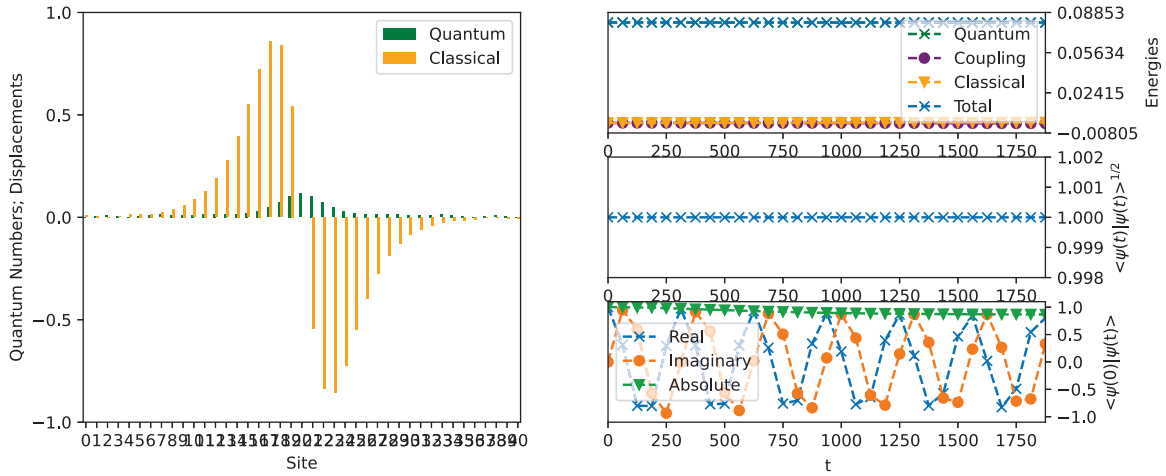 Quantum Numbers; Displacements
1.0
0.5
0.0
−0.5
−1.0
Quantum
Classical
Site
Quantum
Coupling
Classical
Total
0.08853
0.05634
0.02415
−0.00805
Energies
0 250 500 750 1000 1250 1500 1750
1.002
1.001
1.000
0.999
0.998
<ψ(t)|ψ(t)>^{1/2}
0 250 500 750 1000 1250 1500 1750
Real
Imaginary
Absolute
1.0
0.5
0.0
−0.5
−1.0
<ψ(0)|ψ(t)>
0 250 500 750 1000 1250 1500 1750
t